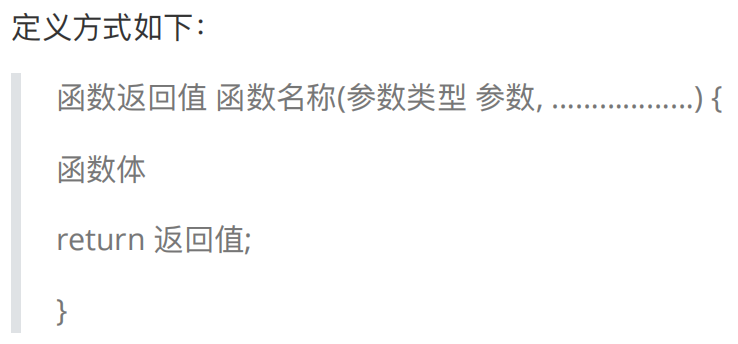 定义方式如下：
函数返回值 函数名称(参数类型 参数, ………………) {
函数体
return 返回值;
}